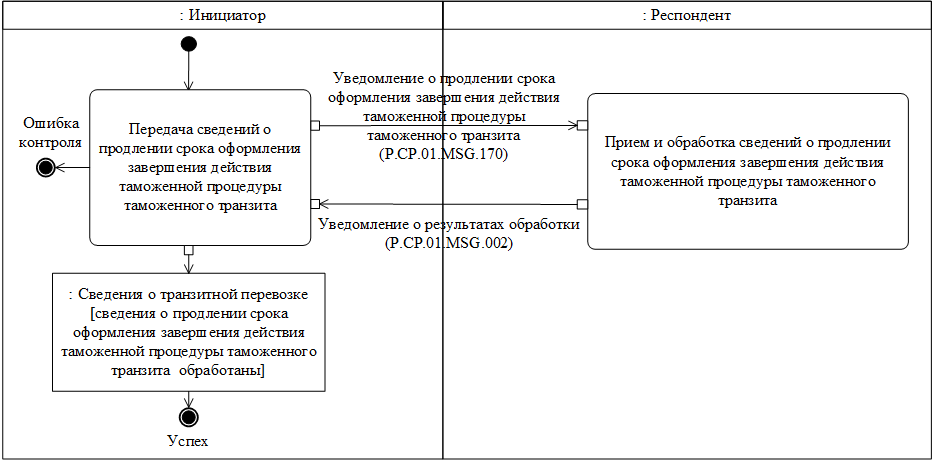 : Инициатор
: Респондент
Уведомление о продлении срока
оформления завершения действия
таможенной процедуры
таможенного транзита
(P.CP.01.MSG.170)
Ошибка
контроля
Передача сведений о
продлении срока оформления
завершения действия
таможенной процедуры
таможенного транзита
Прием и обработка сведений о продлении
срока оформления завершения действия
таможенной процедуры таможенного
транзита
Уведомление о результатах обработки
(P.CP.01.MSG.002)
: Сведения о транзитной перевозке
[сведения о продлении срока
оформления завершения действия
таможенной процедуры таможенного
транзита обработаны]
Успех